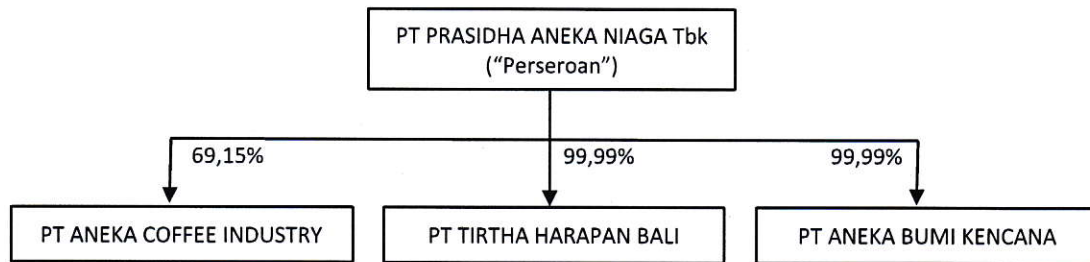 PT PRASIDHA ANEKA NIAGA Tbk
(“Perseroan”)
69,15%
99,99%
99,99%
PT ANEKA COFFEE INDUSTRY
PT TIRTHA HARAPAN BALI
PT ANEKA BUMI KENCANA